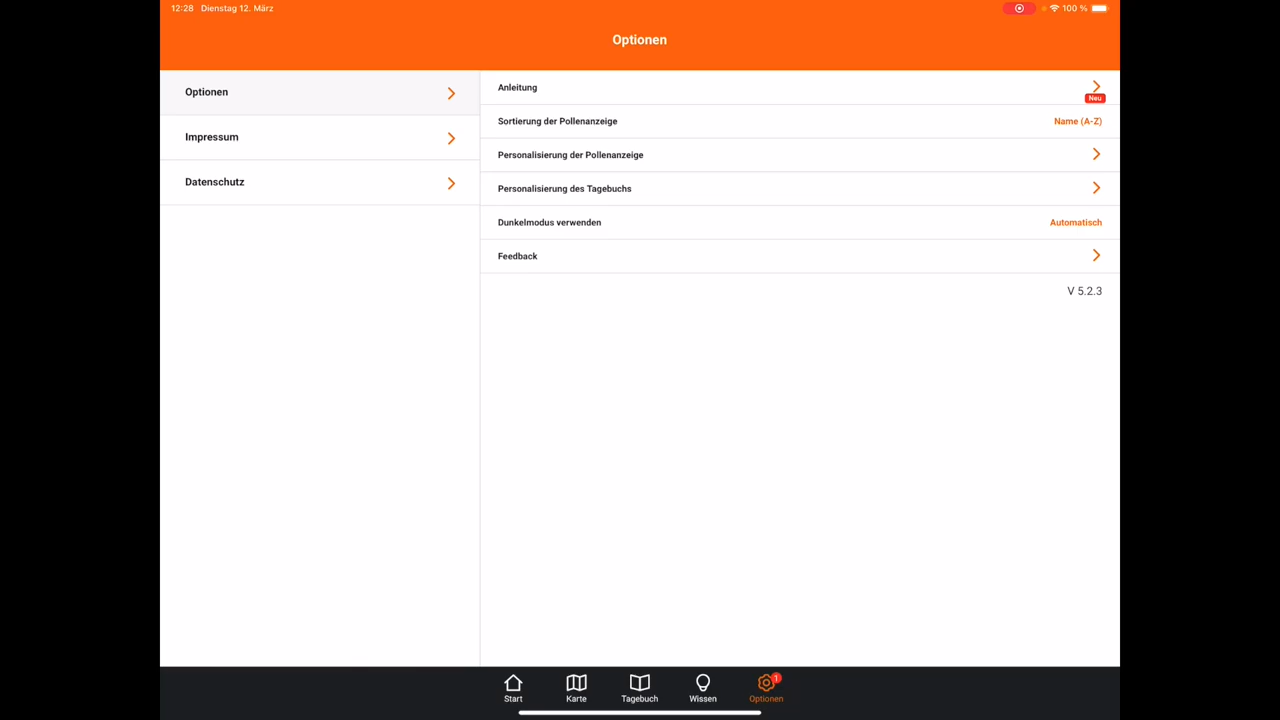 12:28 Dienstag 12. März
100 %
Optionen
Optionen
Impressum
Datenschutz
Anleitung
Neu
Sortierung der Pollenanzeige
Name (A-Z)
Personalisierung der Pollenanzeige
Personalisierung des Tagebuchs
Dunkelmodus verwenden
Automatisch
Feedback
V 5.2.3
1
Start
Karte
Tagebuch
Wissen
Optionen